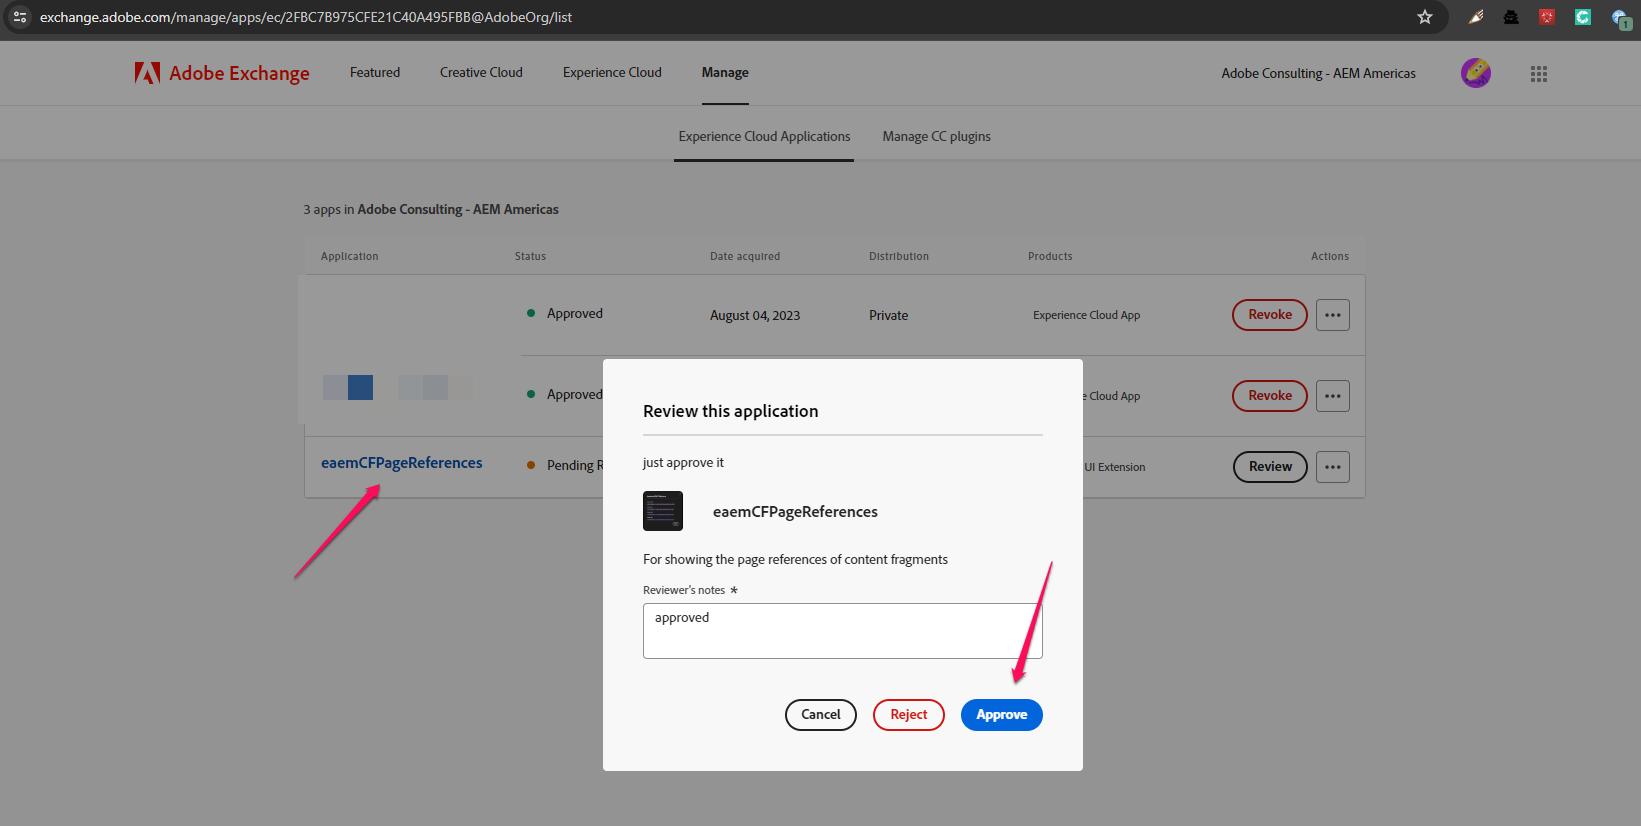 exchange.adobe.com/manage/apps/ec/2FBC7B975CFE21C40A495FBB@AdobeOrg/list
1
Adobe Exchange
Featured
Creative Cloud
Experience Cloud
Manage
Adobe Consulting - AEM Americas
Experience Cloud Applications
Manage CC plugins
3 apps in Adobe Consulting - AEM Americas
Application
Status
Date acquired
Distribution
Products
Actions
Approved
August 04, 2023
Private
Experience Cloud App
Revoke
Approved
e Cloud App
Revoke
eaemCFPageReferences
Pending R
UI Extension
Review
Review this application
just approve it
eaemCFPageReferences
For showing the page references of content fragments
Reviewer's notes *
approved
Cancel
Reject
Approve